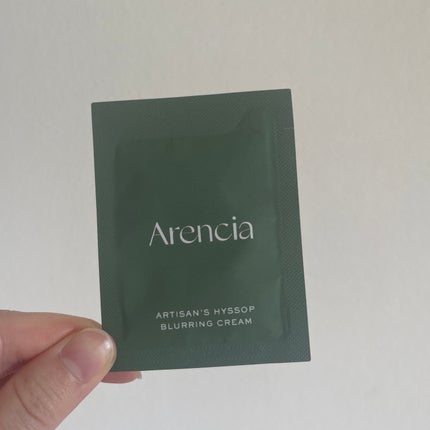 Arencia
ARTISAN'S HYSSOP
BLURRING CREAM